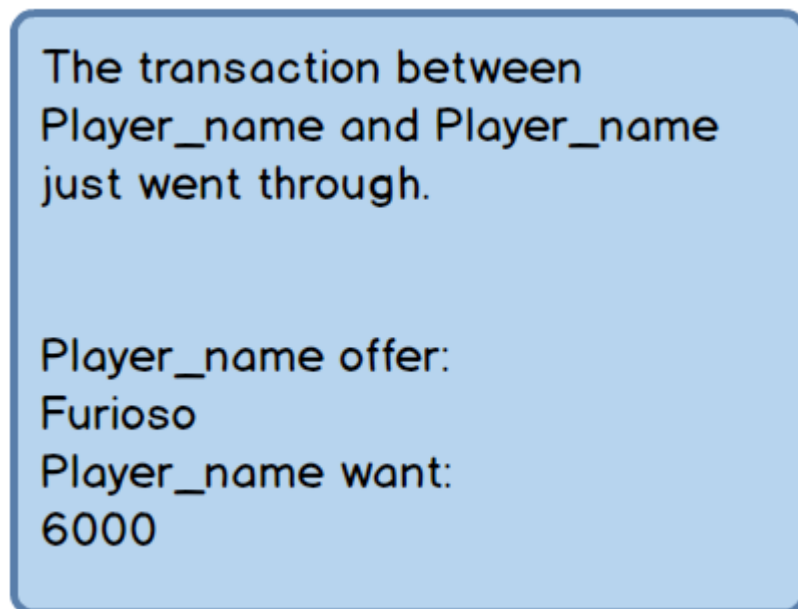 The transaction between
Player_name and Player_name
just went through.
Player_name offer:
Furioso
Player_name want:
6000